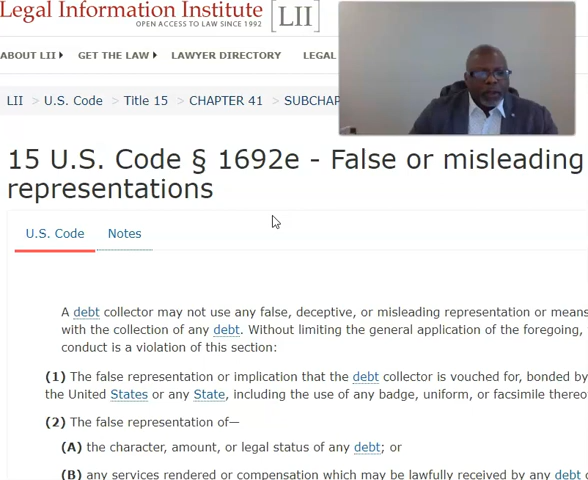 Legal Information Institute [LII]
OPEN ACCESS TO LAW SINCE 1992
ABOUT LII GET THE LAW LAWYER DIRECTORY LEGAL
LII > U.S. Code > Title 15 > CHAPTER 41 > SUBCHAP
15 U.S. Code § 1692e - False or misleading
representations
U.S. Code Notes
A debt collector may not use any false, deceptive, or misleading representation or means
with the collection of any debt. Without limiting the general application of the foregoing,
conduct is a violation of this section:
(1) The false representation or implication that the debt collector is vouched for, bonded by
the United States or any State, including the use of any badge, uniform, or facsimile thereo
(2) The false representation of—
(A) the character, amount, or legal status of any debt; or
(B) any services rendered or compensation which may be lawfully received by any debt